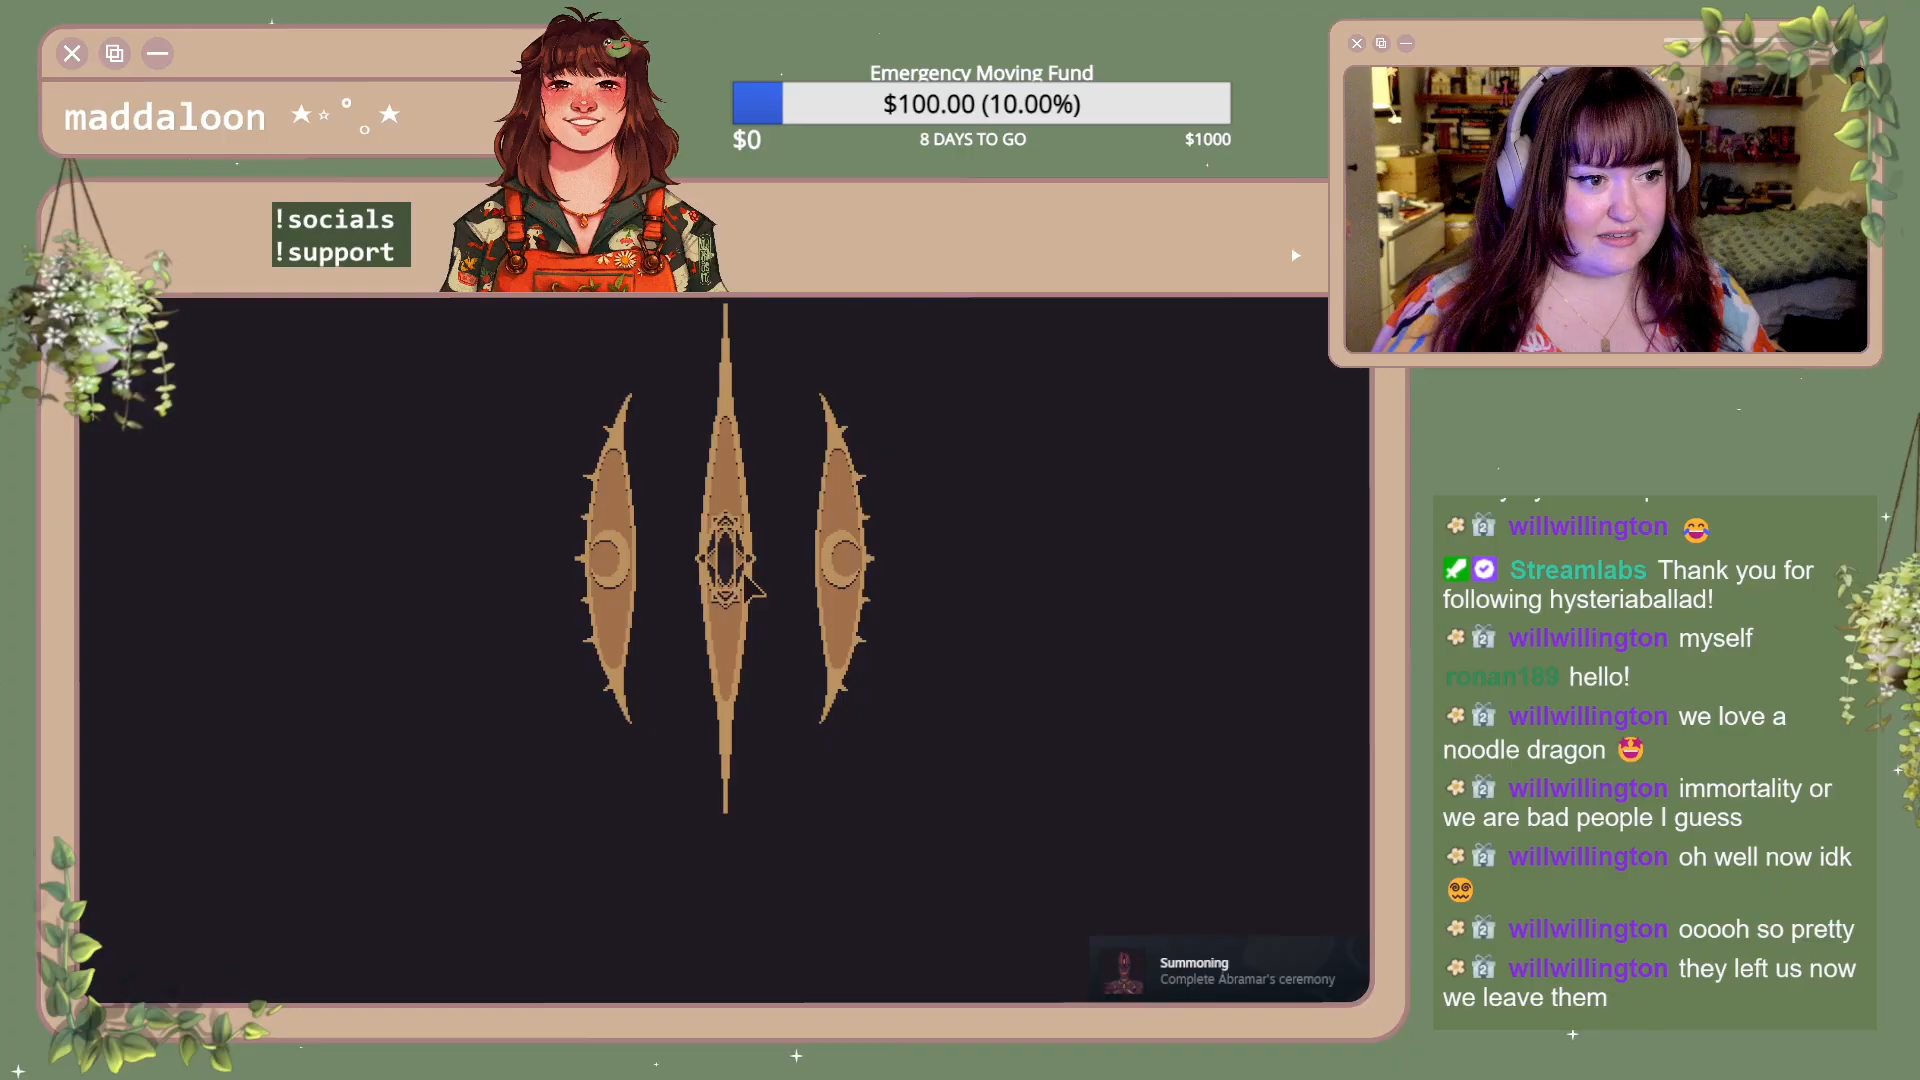 maddaloon
Emergency Moving Fund
$100.00 (10.00%)
$0
8 DAYS TO GO
$1000
!socials
!support
willwillington 😂
Streamlabs Thank you for
following hysteriaballad!
willwillington myself
ronan189 hello!
willwillington we love a
noodle dragon 🤩
willwillington immortality or
we are bad people I guess
willwillington oh well now idk
😵‍💫
willwillington ooooh so pretty
willwillington they left us now
we leave them
Summoning
Complete Abramar's ceremony